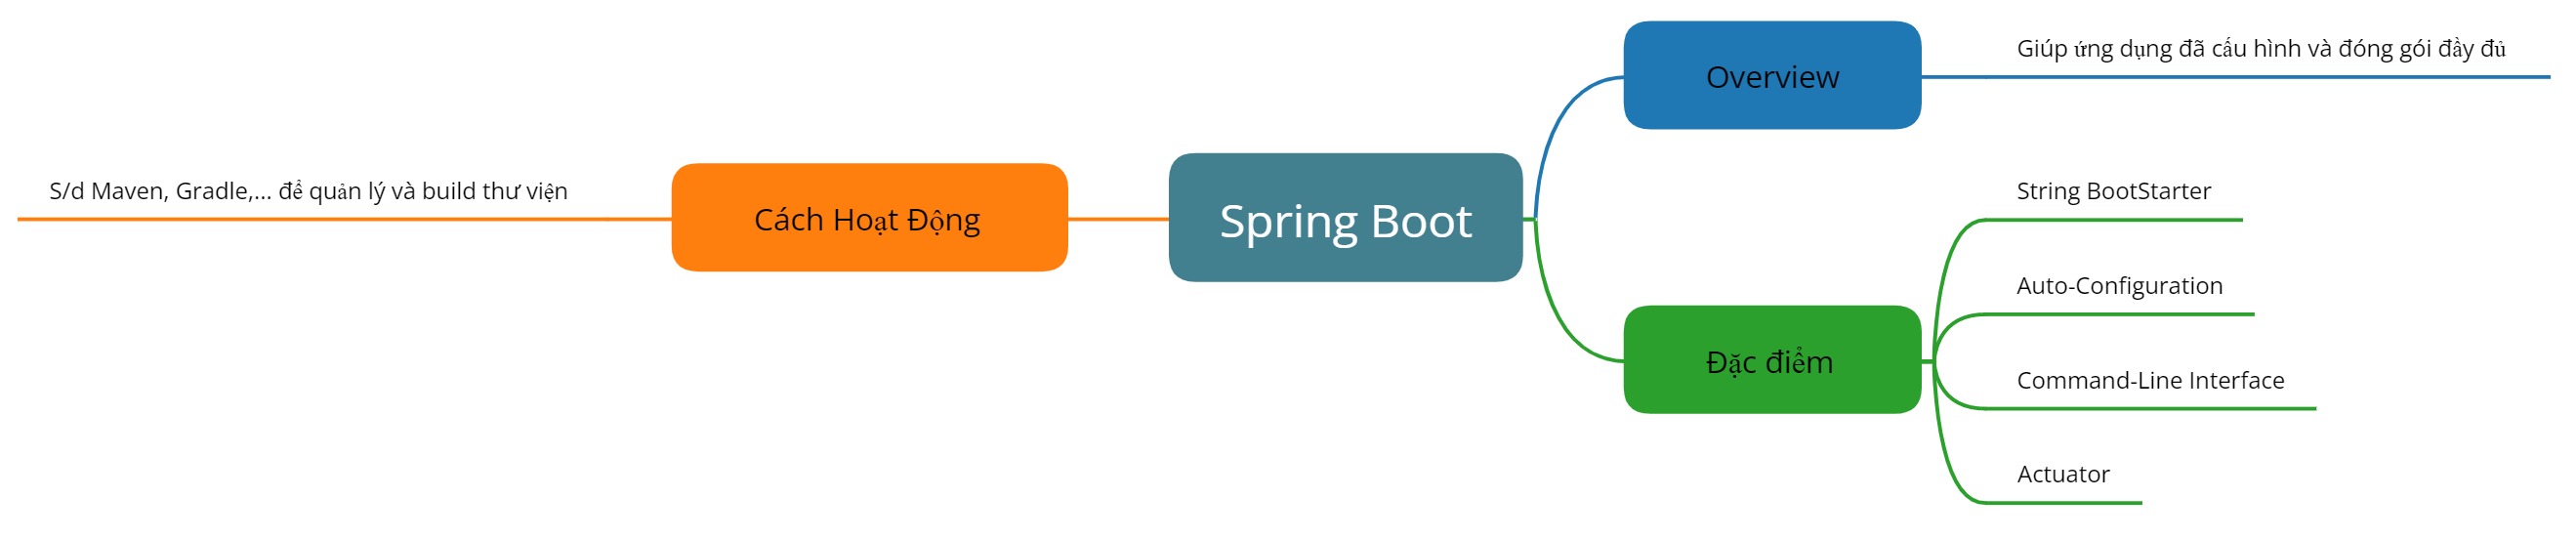 Spring Boot
Overview
Giúp ứng dụng đã cấu hình và đóng gói đầy đủ
Đặc điểm
String BootStarter
Auto-Configuration
Command-Line Interface
Actuator
Cách Hoạt Động
S/d Maven, Gradle,... để quản lý và build thư viện